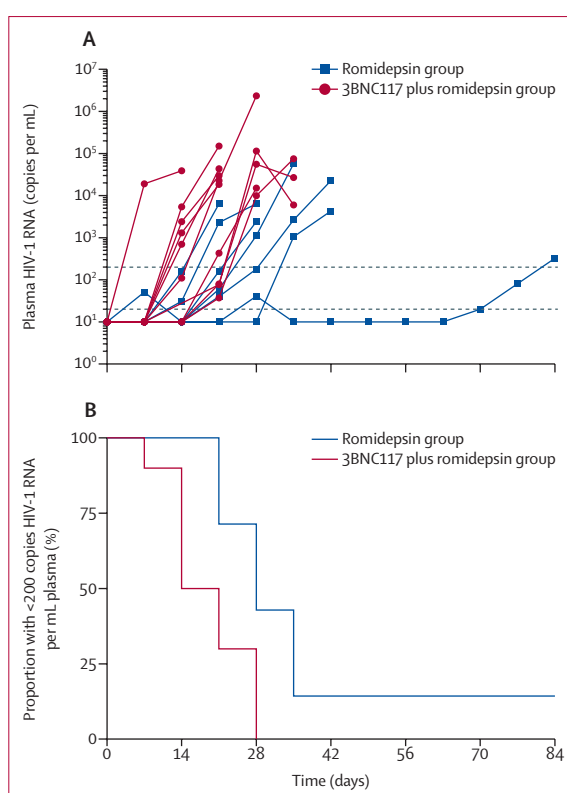 A
Romidepsin group
3BNC117 plus romidepsin group
Plasma HIV-1 RNA (copies per mL)
10⁷
10⁶
10⁵
10⁴
10³
10²
10¹
10⁰
B
Romidepsin group
3BNC117 plus romidepsin group
Proportion with <200 copies HIV-1 RNA
per mL plasma (%)
100
75
50
25
0
0 14 28 42 56 70 84
Time (days)